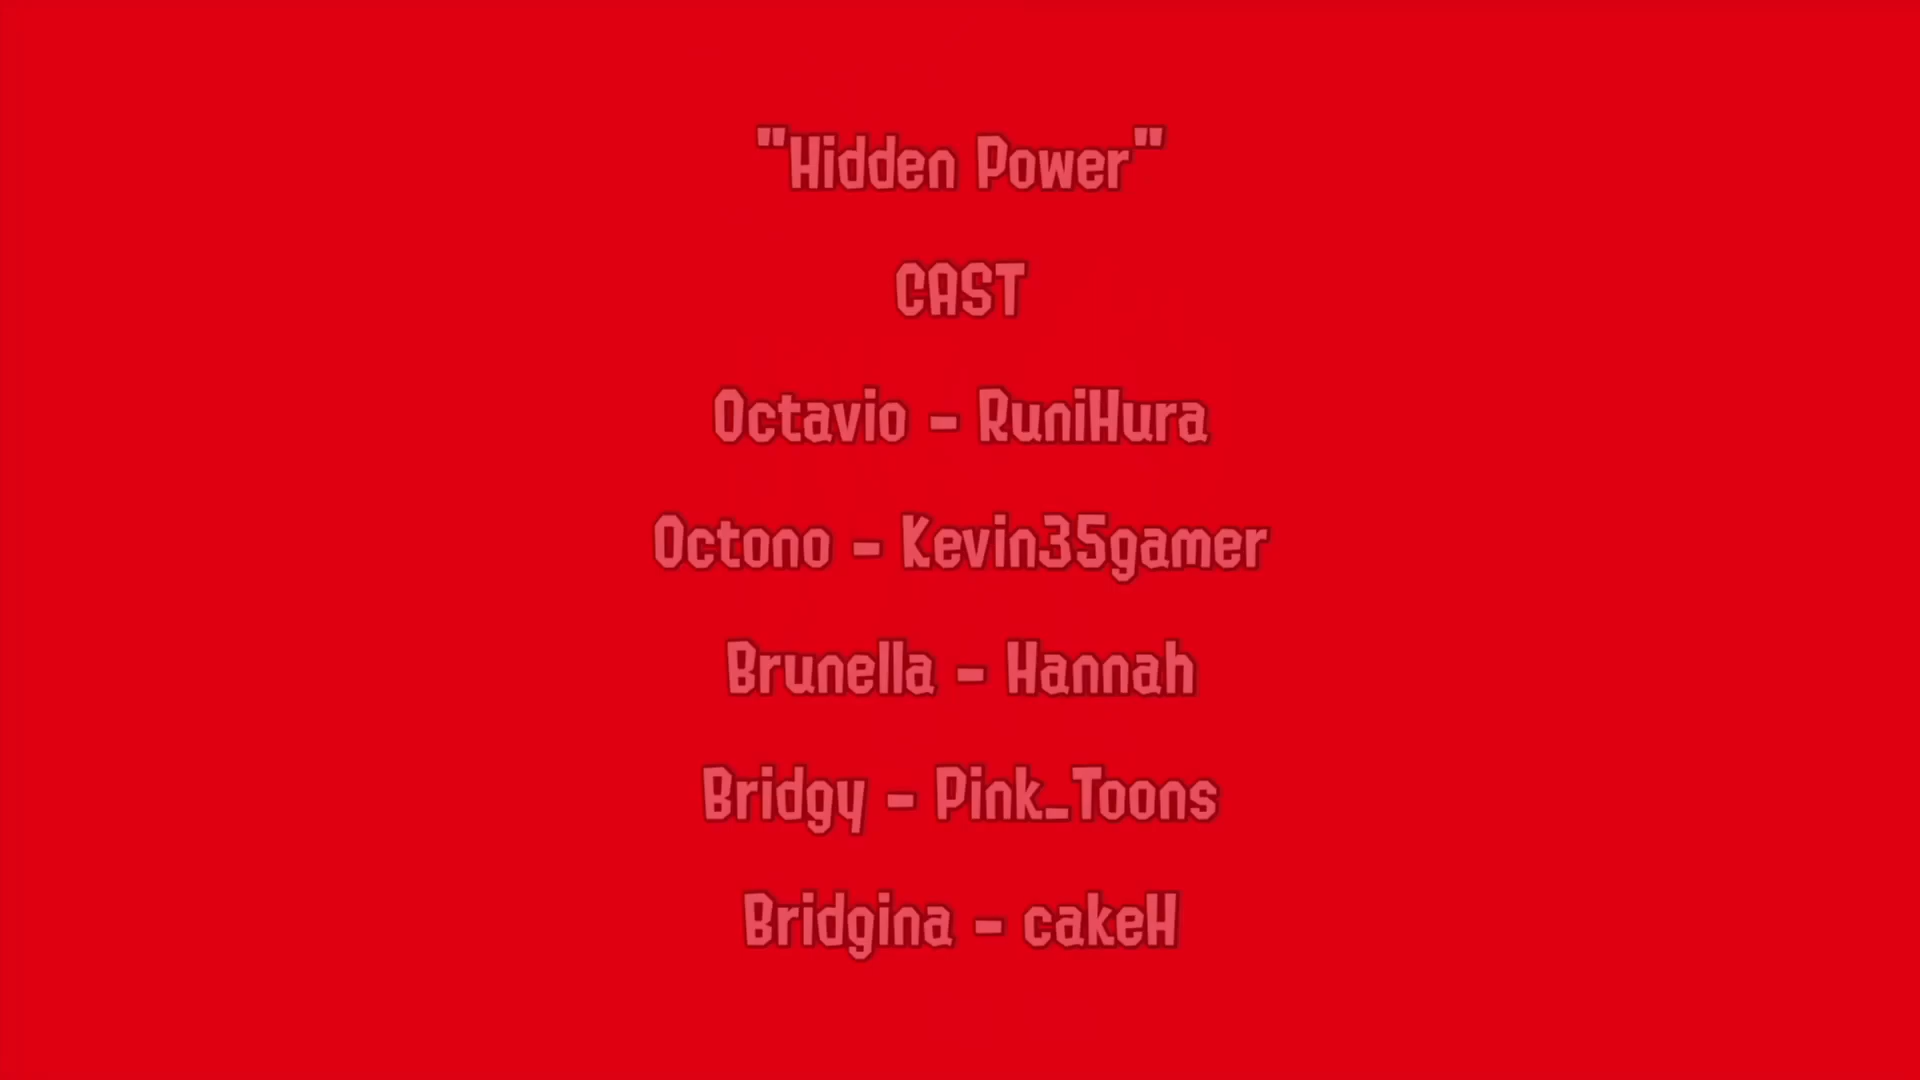 "Hidden Power"
CAST
Octavio - RuniHura
Octono - Kevin35gamer
Brunella - Hannah
Bridgy - Pink_Toons
Bridgina - cakeH